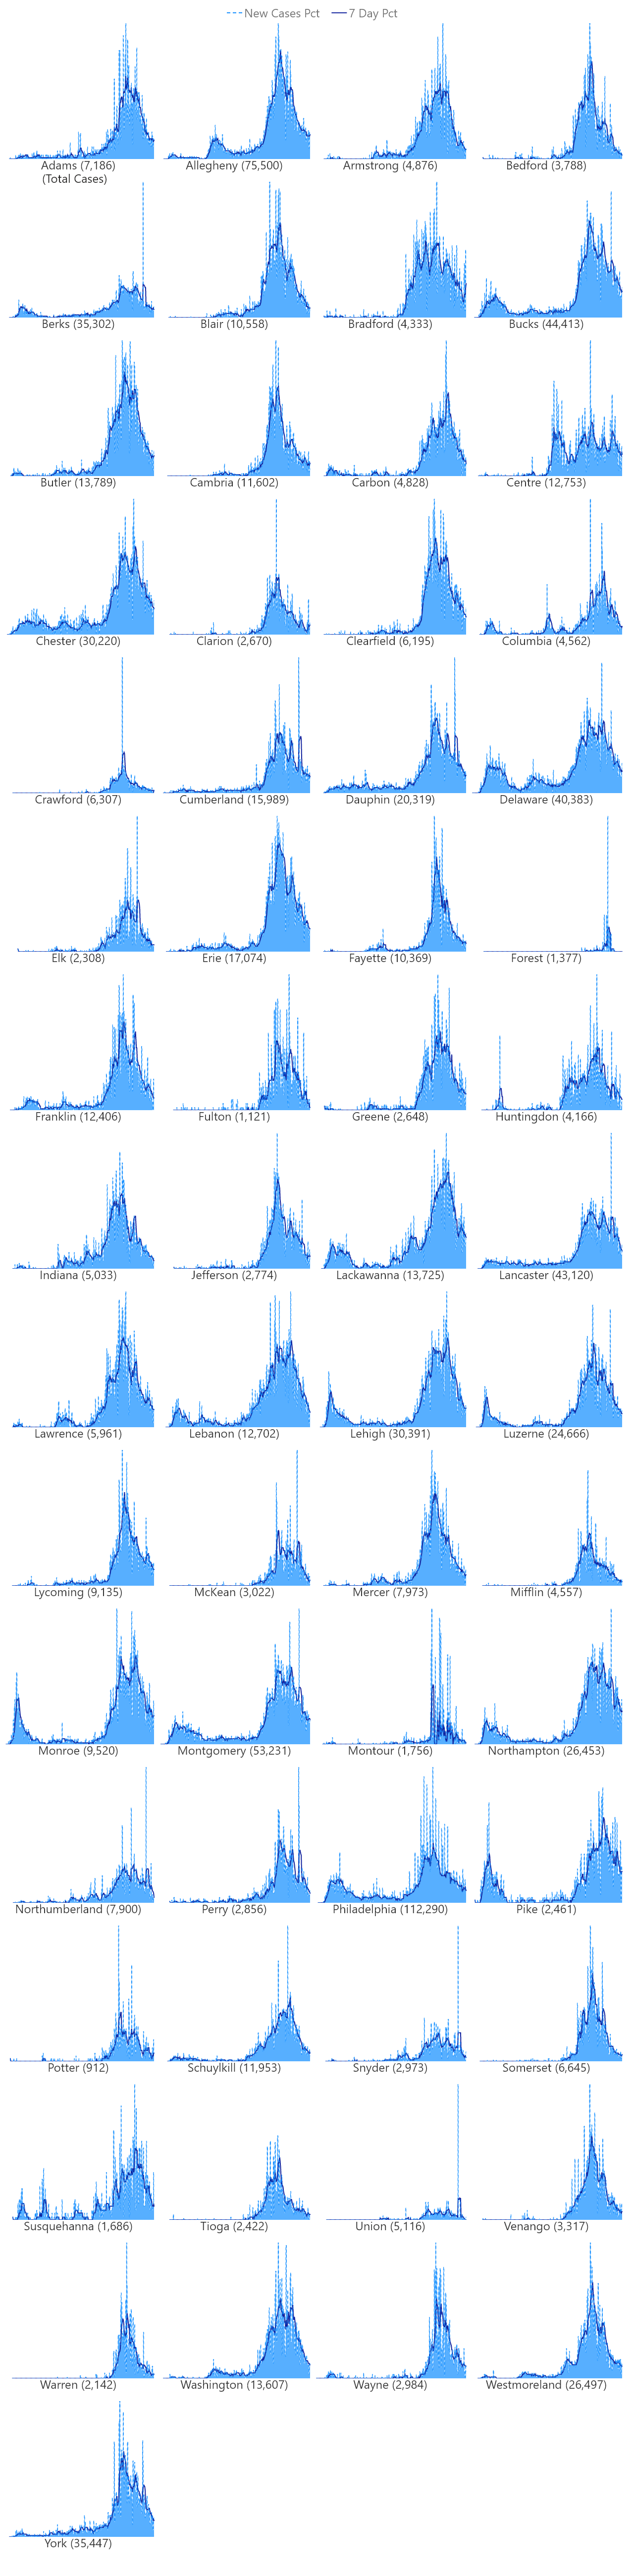 New Cases Pct 7 Day Pct
Adams (7,186) Allegheny (75,500) Armstrong (4,876) Bedford (3,788)
(Total Cases)
Berks (35,302) Blair (10,558) Bradford (4,333) Bucks (44,413)
Butler (13,789) Cambria (11,602) Carbon (4,828) Centre (12,753)
Chester (30,220) Clarion (2,670) Clearfield (6,195) Columbia (4,562)
Crawford (6,307) Cumberland (15,989) Dauphin (20,319) Delaware (40,383)
Elk (2,308) Erie (17,074) Fayette (10,369) Forest (1,377)
Franklin (12,406) Fulton (1,121) Greene (2,648) Huntingdon (4,166)
Indiana (5,033) Jefferson (2,774) Lackawanna (13,725) Lancaster (43,120)
Lawrence (5,961) Lebanon (12,702) Lehigh (30,391) Luzerne (24,666)
Lycoming (9,135) McKean (3,022) Mercer (7,973) Mifflin (4,557)
Monroe (9,520) Montgomery (53,231) Montour (1,756) Northampton (26,453)
Northumberland (7,900) Perry (2,856) Philadelphia (112,290) Pike (2,461)
Potter (912) Schuylkill (11,953) Snyder (2,973) Somerset (6,645)
Susquehanna (1,686) Tioga (2,422) Union (5,116) Venango (3,317)
Warren (2,142) Washington (13,607) Wayne (2,984) Westmoreland (26,497)
York (35,447)